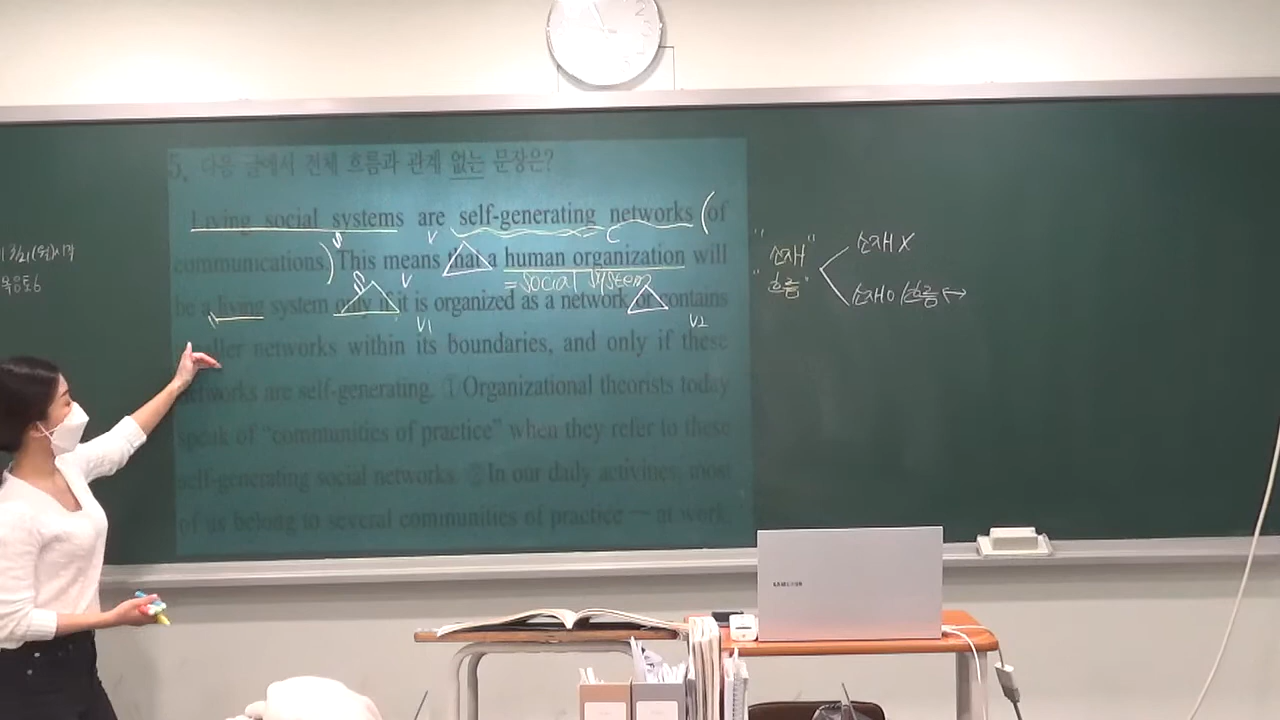 5. 다음 글에서 전체 흐름과 관계 없는 문장은?
Living social systems are self-generating networks (of
communications.) This means that a human organization will
= social system
be a living system only if it is organized as a network or contains
smaller networks within its boundaries, and only if these
networks are self-generating. ① Organizational theorists today
speak of “communities of practice” when they refer to these
self-generating social networks. ② In our daily activities, most
of us belong to several communities of practice — at work,
S
V
S
V
V1
V2
"소재"
"흐름"
소재 X
소재 O / 흐름 ↔
SAMSUNG